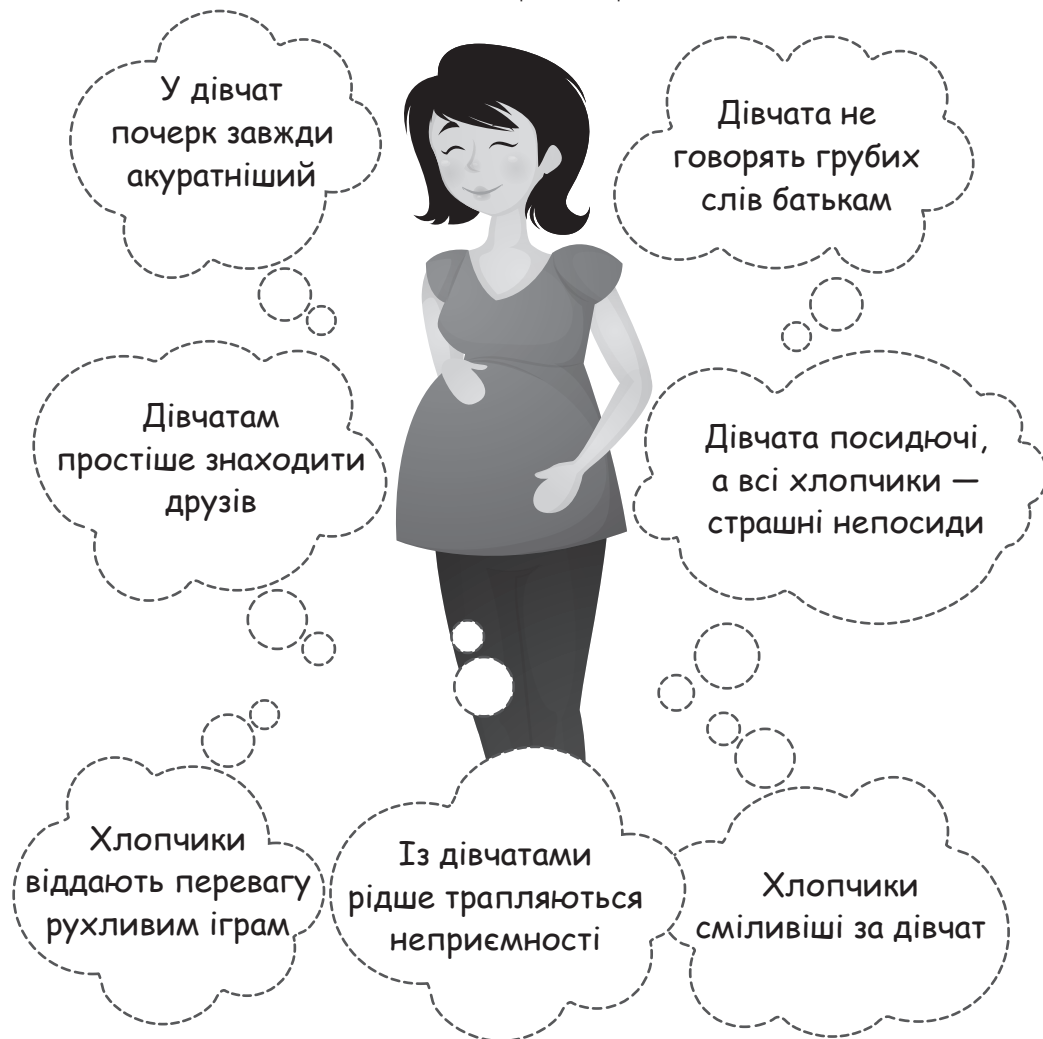 У дівчат
почерк завжди
акуратніший
Дівчата не
говорять грубих
слів батькам
Дівчатам
простіше знаходити
друзів
Дівчата посидючі,
а всі хлопчики —
страшні непосиди
Хлопчики
віддають перевагу
рухливим іграм
Із дівчатами
рідше трапляються
неприємності
Хлопчики
сміливіші за дівчат